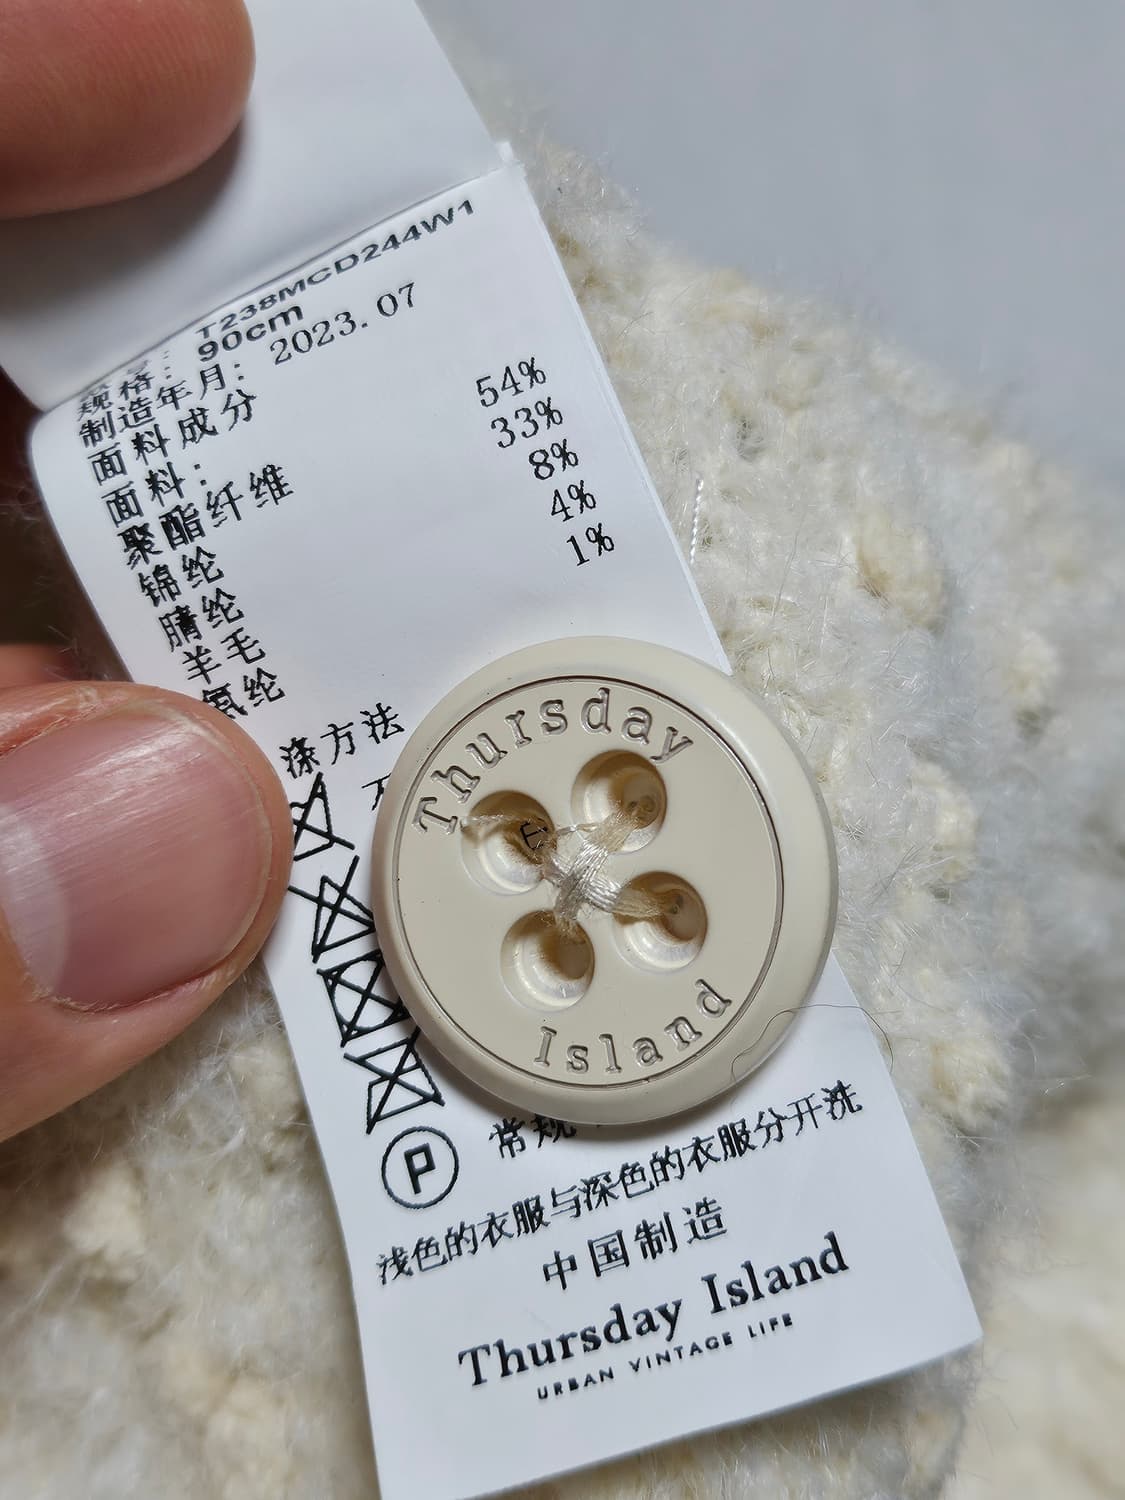 T238MCD244W1
规格: 90cm
制造年月: 2023.07
面料成分
面料:
聚酯纤维 54%
锦纶 33%
腈纶 8%
羊毛 4%
氨纶 1%
涤方法
Thursday
Island
P 常规
浅色的衣服与深色的衣服分开洗
中国制造
Thursday Island
URBAN VINTAGE LIFE